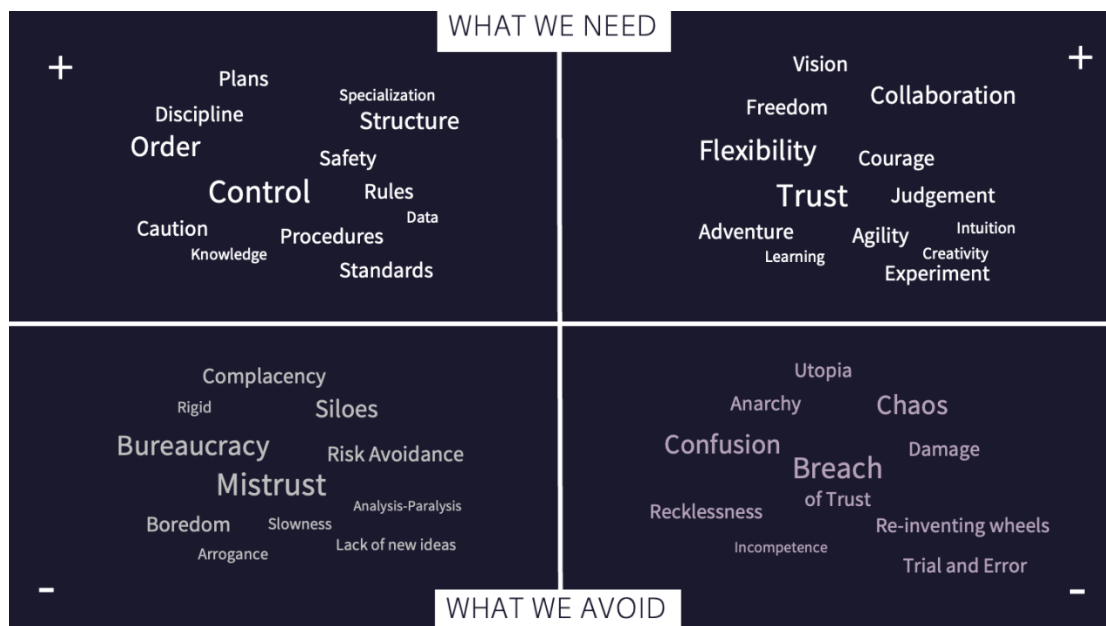 WHAT WE NEED
+
Plans
Specialization
Discipline
Structure
Order
Safety
Control
Rules
Data
Caution
Procedures
Knowledge
Standards
+
Vision
Collaboration
Freedom
Flexibility
Courage
Trust
Judgement
Adventure
Agility
Intuition
Learning
Creativity
Experiment
Complacency
Rigid
Siloes
Bureaucracy
Risk Avoidance
Mistrust
Analysis-Paralysis
Boredom
Slowness
Lack of new ideas
Arrogance
-
Utopia
Anarchy
Chaos
Confusion
Damage
Breach
of Trust
Recklessness
Re-inventing wheels
Incompetence
Trial and Error
-
WHAT WE AVOID